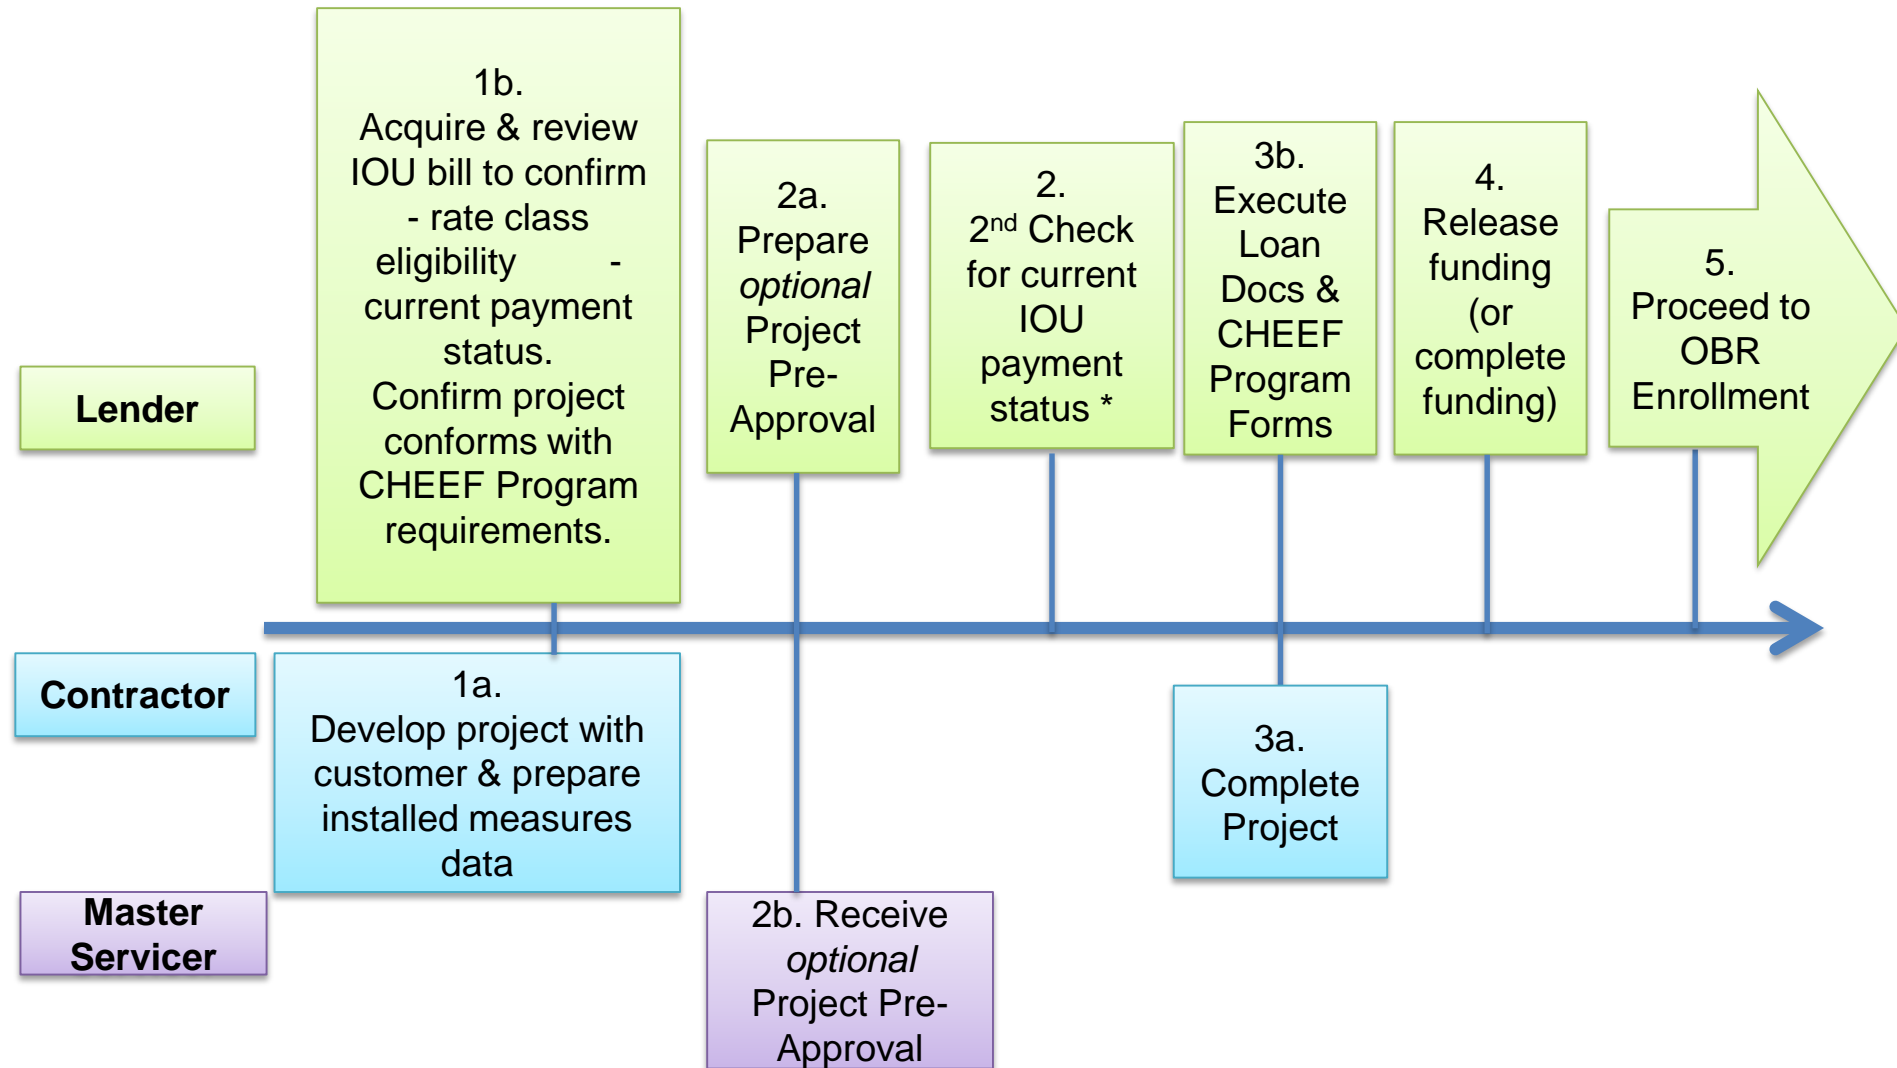 1b.
Acquire & review
IOU bill to confirm
- rate class
eligibility -
current payment
status.
Confirm project
conforms with
CHEEF Program
requirements.
2a.
Prepare
optional
Project
Pre-
Approval
2.
2nd Check
for current
IOU
payment
status *
3b.
Execute
Loan
Docs &
CHEEF
Program
Forms
4.
Release
funding
(or
complete
funding)
5.
Proceed to
OBR
Enrollment
Lender
Contractor
1a.
Develop project with
customer & prepare
installed measures
data
3a.
Complete
Project
Master
Servicer
2b. Receive
optional
Project Pre-
Approval